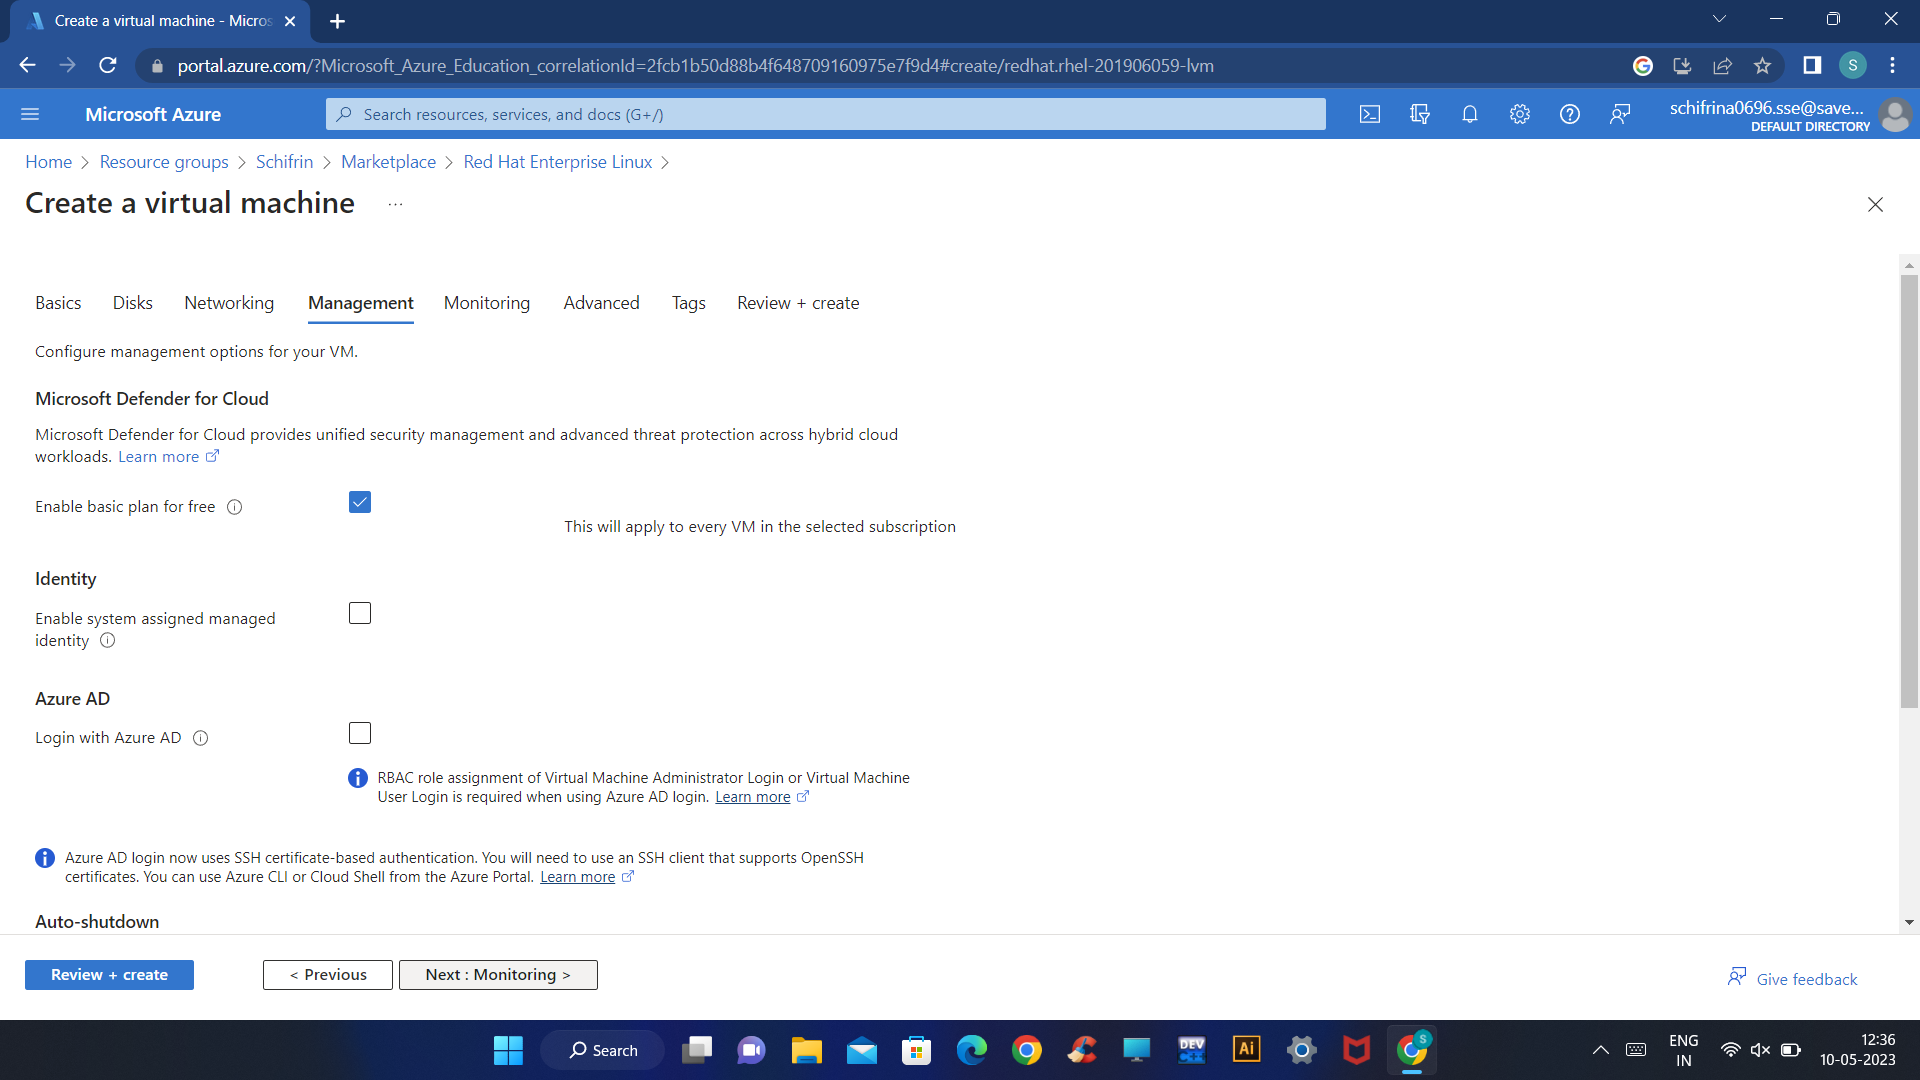 Create a virtual machine - Micros
portal.azure.com/?Microsoft_Azure_Education_correlationId=2fcb1b50d88b4f648709160975e7f9d4#create/redhat.rhel-201906059-lvm
S
Microsoft Azure
Search resources, services, and docs (G+/)
schifrina0696.sse@save...
DEFAULT DIRECTORY
Home > Resource groups > Schifrin > Marketplace > Red Hat Enterprise Linux >
Create a virtual machine ...
Basics Disks Networking Management Monitoring Advanced Tags Review + create
Configure management options for your VM.
Microsoft Defender for Cloud
Microsoft Defender for Cloud provides unified security management and advanced threat protection across hybrid cloud
workloads. Learn more
Enable basic plan for free
This will apply to every VM in the selected subscription
Identity
Enable system assigned managed
identity
Azure AD
Login with Azure AD
RBAC role assignment of Virtual Machine Administrator Login or Virtual Machine
User Login is required when using Azure AD login. Learn more
Azure AD login now uses SSH certificate-based authentication. You will need to use an SSH client that supports OpenSSH
certificates. You can use Azure CLI or Cloud Shell from the Azure Portal. Learn more
Auto-shutdown
Review + create
< Previous
Next : Monitoring >
Give feedback
Search
DEV
C++
Ai
S
ENG
IN
12:36
10-05-2023